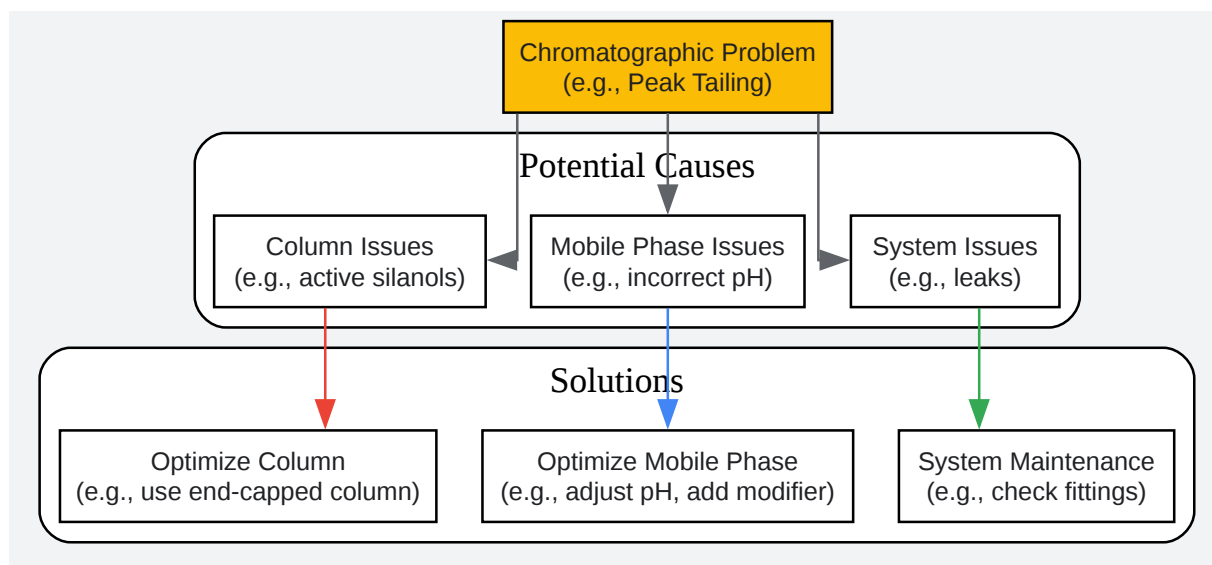 Chromatographic Problem
(e.g., Peak Tailing)
Potential Causes
Column Issues
(e.g., active silanols)
Mobile Phase Issues
(e.g., incorrect pH)
System Issues
(e.g., leaks)
Solutions
Optimize Column
(e.g., use end-capped column)
Optimize Mobile Phase
(e.g., adjust pH, add modifier)
System Maintenance
(e.g., check fittings)